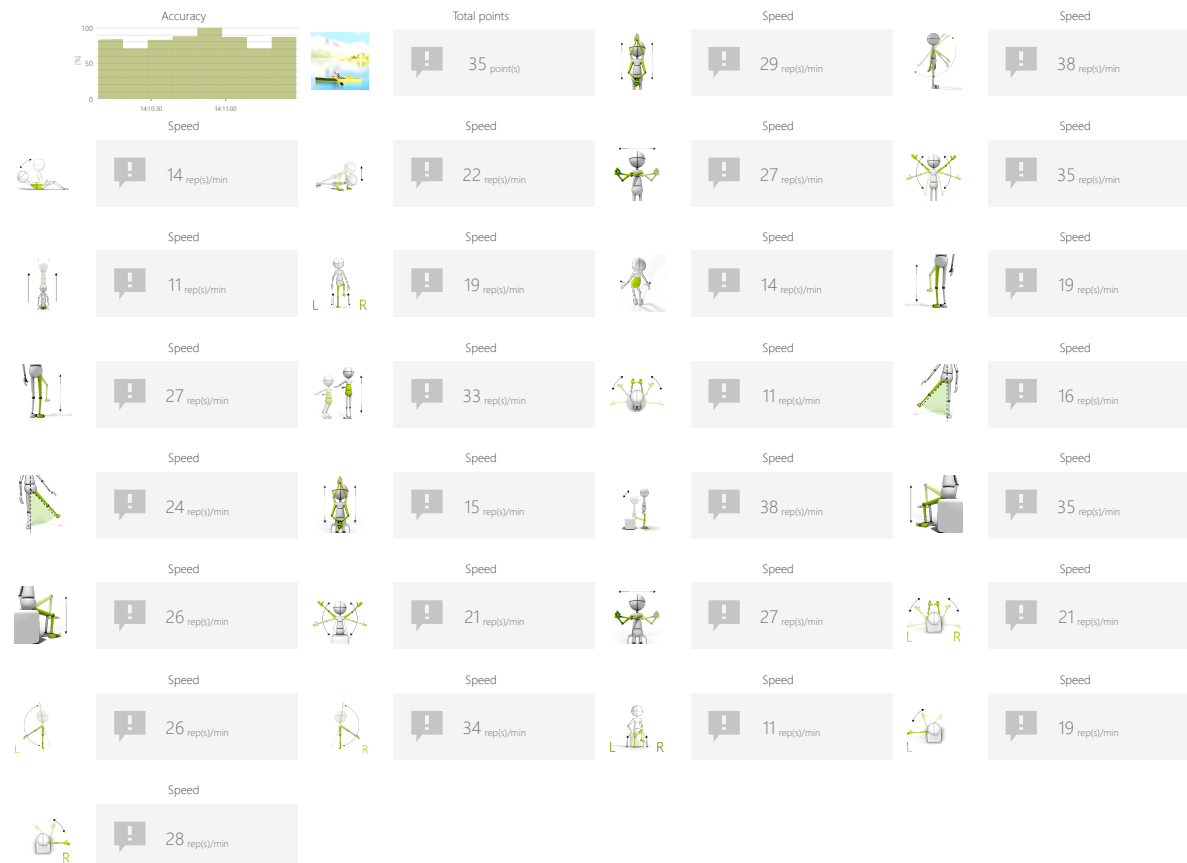 Accuracy
Total points
Speed
Speed
100
[%]
50
0
14:10:30
14:11:00
35 point(s)
29 rep(s)/min
38 rep(s)/min
Speed
Speed
Speed
Speed
14 rep(s)/min
22 rep(s)/min
27 rep(s)/min
35 rep(s)/min
Speed
Speed
Speed
Speed
11 rep(s)/min
L R
19 rep(s)/min
14 rep(s)/min
19 rep(s)/min
Speed
Speed
Speed
Speed
27 rep(s)/min
33 rep(s)/min
11 rep(s)/min
16 rep(s)/min
Speed
Speed
Speed
Speed
24 rep(s)/min
15 rep(s)/min
38 rep(s)/min
35 rep(s)/min
Speed
Speed
Speed
Speed
26 rep(s)/min
21 rep(s)/min
27 rep(s)/min
L R
21 rep(s)/min
Speed
Speed
Speed
Speed
L
26 rep(s)/min
R
34 rep(s)/min
L R
11 rep(s)/min
L
19 rep(s)/min
Speed
R
28 rep(s)/min